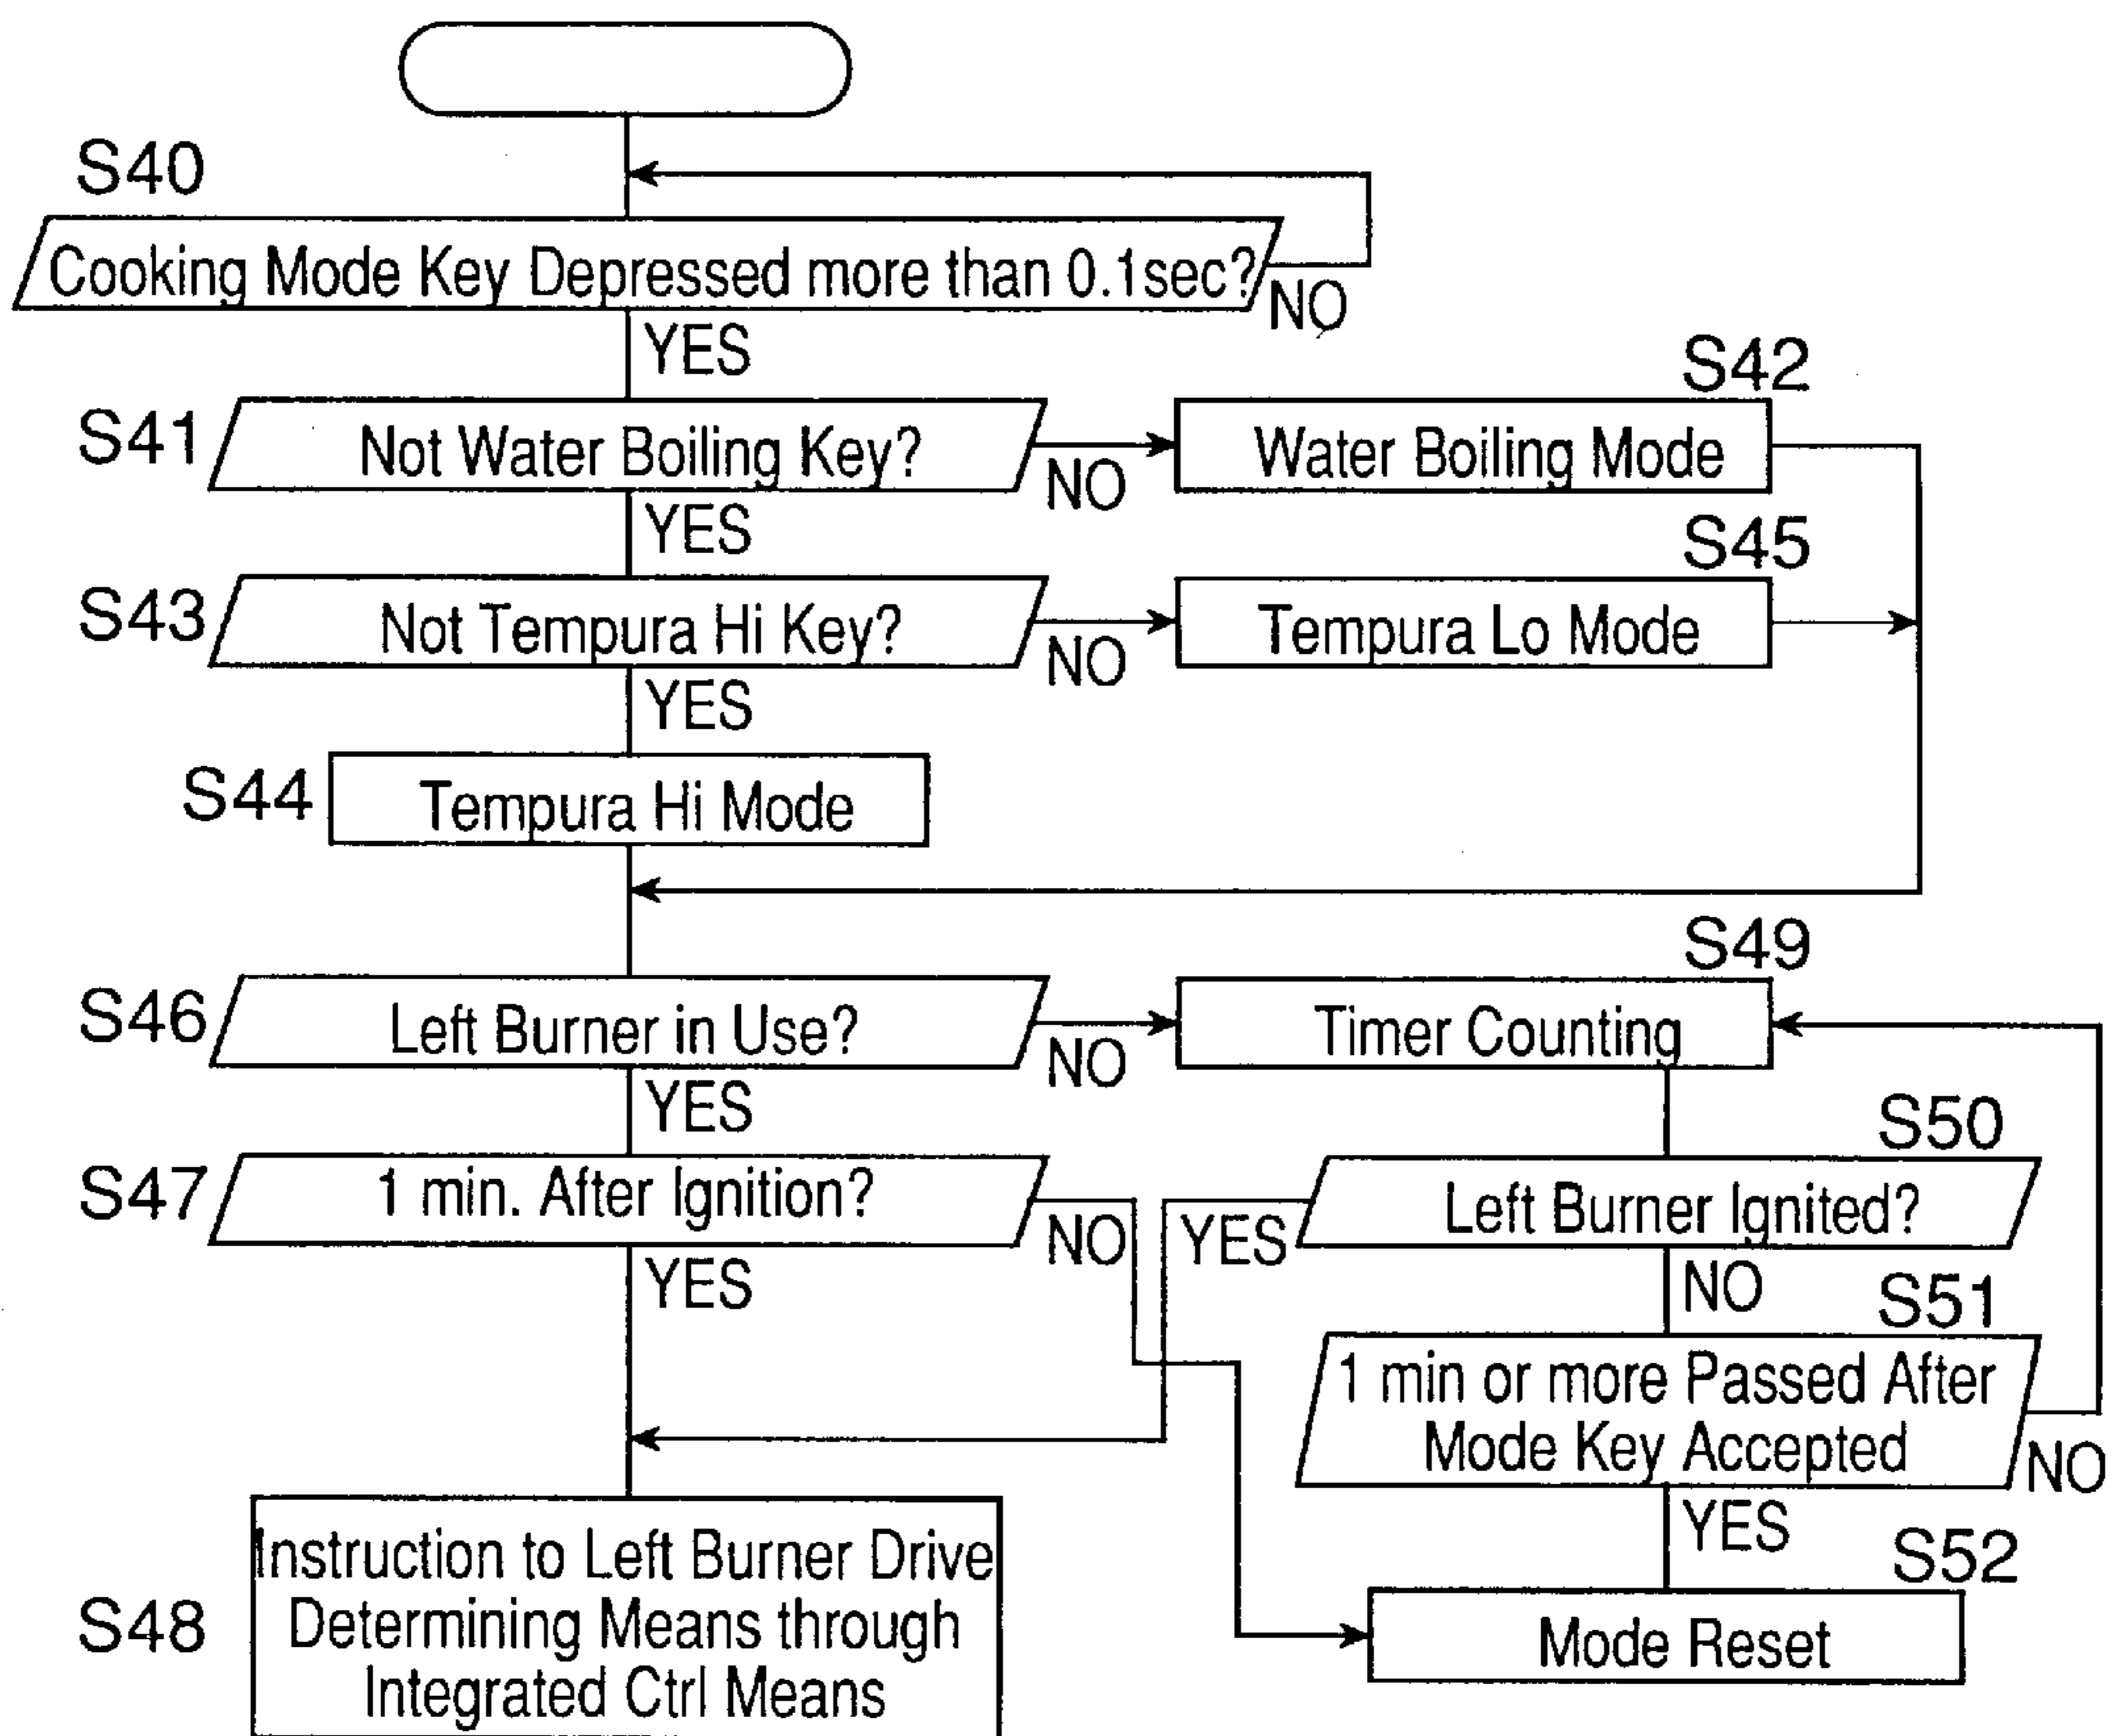 S40
Cooking Mode Key Depressed more than 0.1sec?
NO
YES
S41
Not Water Boiling Key?
NO
S42
Water Boiling Mode
YES
S43
Not Tempura Hi Key?
NO
S45
Tempura Lo Mode
YES
S44
Tempura Hi Mode
S46
Left Burner in Use?
NO
S49
Timer Counting
YES
S47
1 min. After Ignition?
NO
YES
S50
Left Burner Ignited?
YES
NO
S51
1 min or more Passed After
Mode Key Accepted
NO
YES
S48
Instruction to Left Burner Drive
Determining Means through
Integrated Ctrl Means
S52
Mode Reset